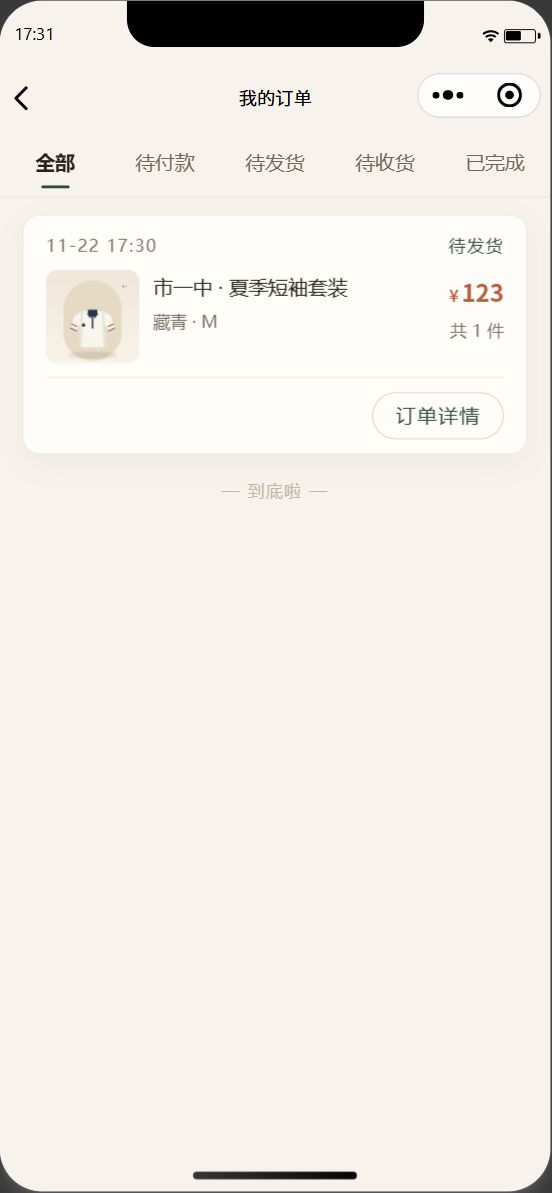 17:31
我的订单
全部 待付款 待发货 待收货 已完成
11-22 17:30 待发货
市一中 · 夏季短袖套装 ¥123
藏青 · M 共 1 件
订单详情
— 到底啦 —